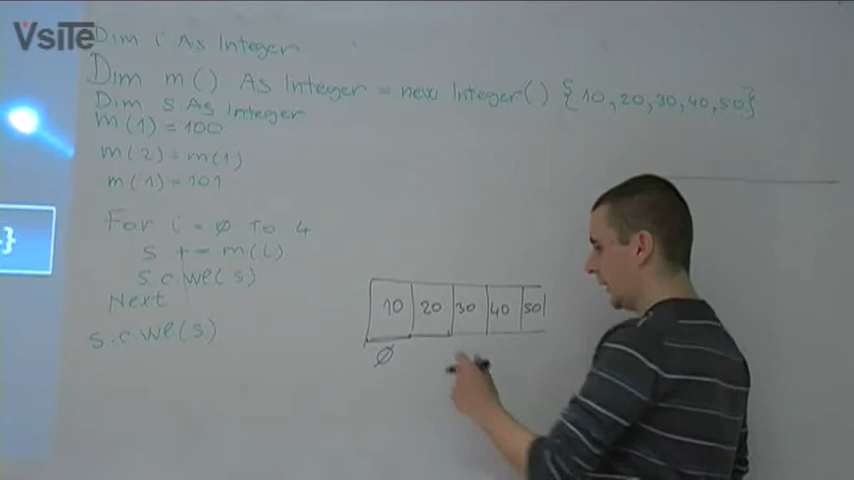 VsiTe
Dim i As Integer
Dim m() As Integer = new Integer() {10,20,30,40,50}
Dim s As Integer
m(1) = 100
m(2) = m(1)
m(1) = 101
For i = ø To 4
s += m(i)
s.c.we(s)
Next
s.c.we(s)
}
10 20 30 40 50
ø